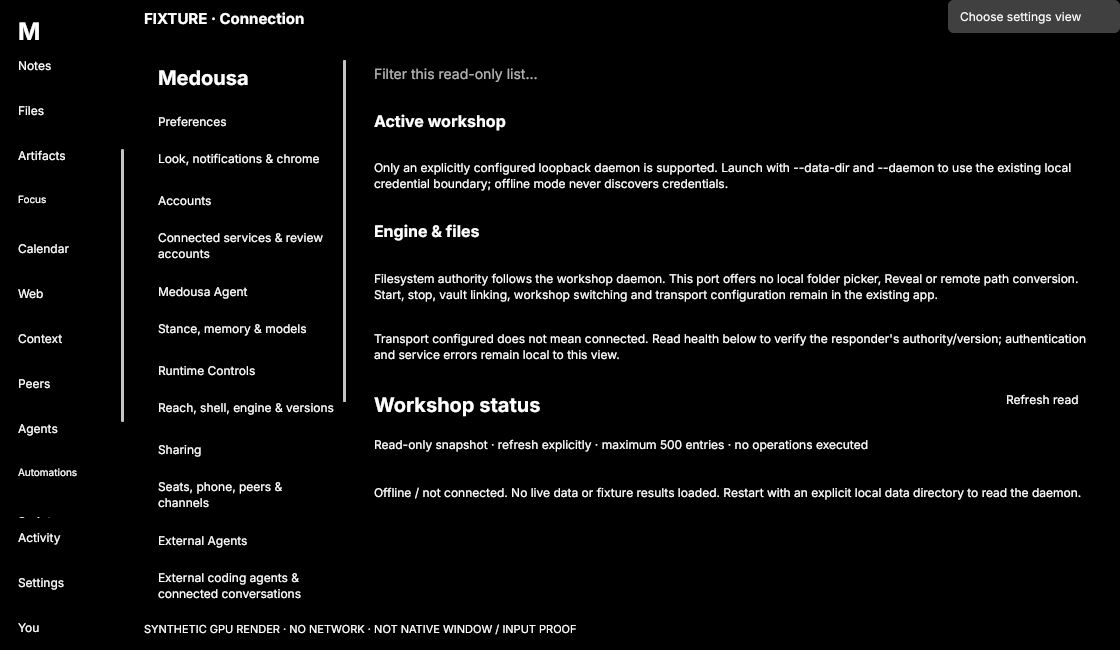 M
Notes
Files
Artifacts
Focus
Calendar
Web
Context
Peers
Agents
Automations
Activity
Settings
You
FIXTURE · Connection
Choose settings view
Medousa
Preferences
Look, notifications & chrome
Accounts
Connected services & review
accounts
Medousa Agent
Stance, memory & models
Runtime Controls
Reach, shell, engine & versions
Sharing
Seats, phone, peers &
channels
External Agents
External coding agents &
connected conversations
Filter this read-only list...
Active workshop
Only an explicitly configured loopback daemon is supported. Launch with --data-dir and --daemon to use the existing local
credential boundary; offline mode never discovers credentials.
Engine & files
Filesystem authority follows the workshop daemon. This port offers no local folder picker, Reveal or remote path conversion.
Start, stop, vault linking, workshop switching and transport configuration remain in the existing app.
Transport configured does not mean connected. Read health below to verify the responder's authority/version; authentication
and service errors remain local to this view.
Workshop status
Refresh read
Read-only snapshot · refresh explicitly · maximum 500 entries · no operations executed
Offline / not connected. No live data or fixture results loaded. Restart with an explicit local data directory to read the daemon.
SYNTHETIC GPU RENDER · NO NETWORK · NOT NATIVE WINDOW / INPUT PROOF